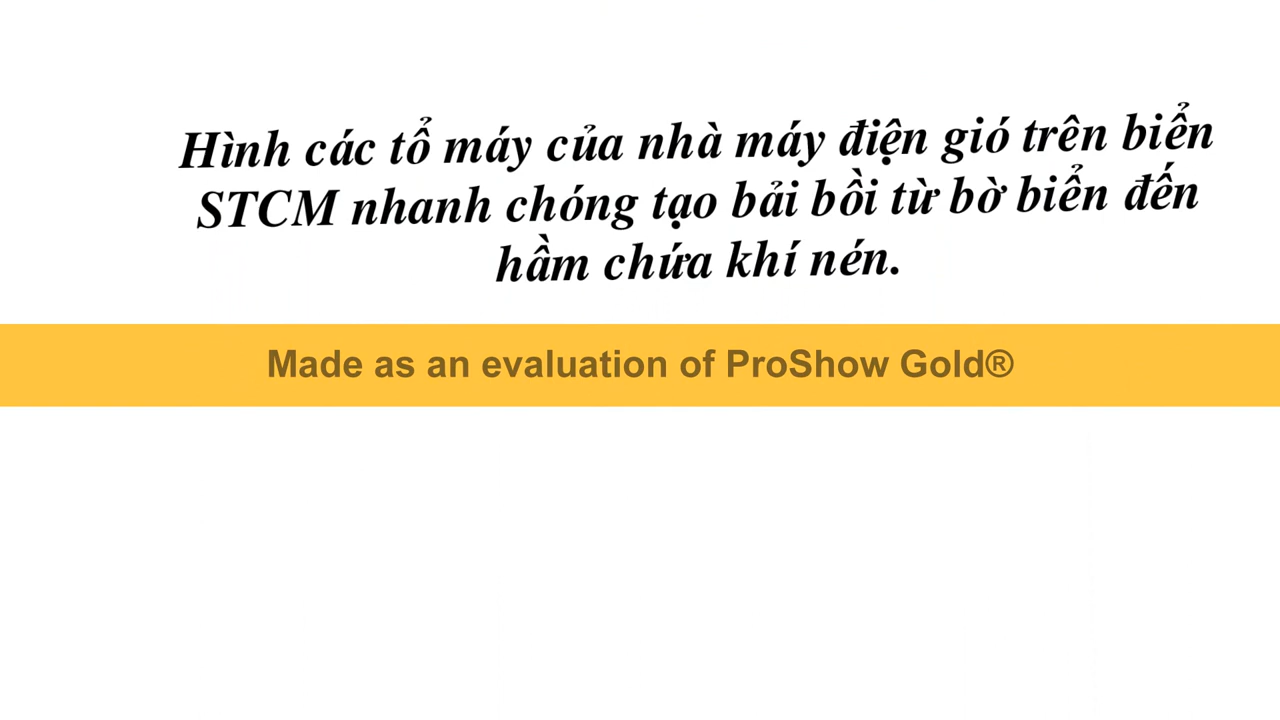 Hình các tổ máy của nhà máy điện gió trên biển
STCM nhanh chóng tạo bải bồi từ bờ biển đến
hầm chứa khí nén.
Made as an evaluation of ProShow Gold®